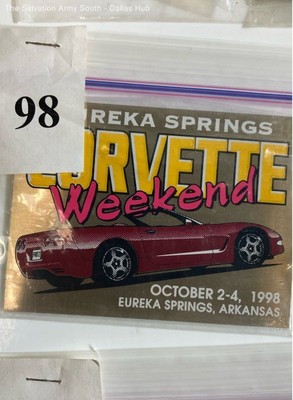 The Salvation Army South - Dallas Hub
98
EUREKA SPRINGS
CORVETTE
Weekend
OCTOBER 2-4, 1998
EUREKA SPRINGS, ARKANSAS